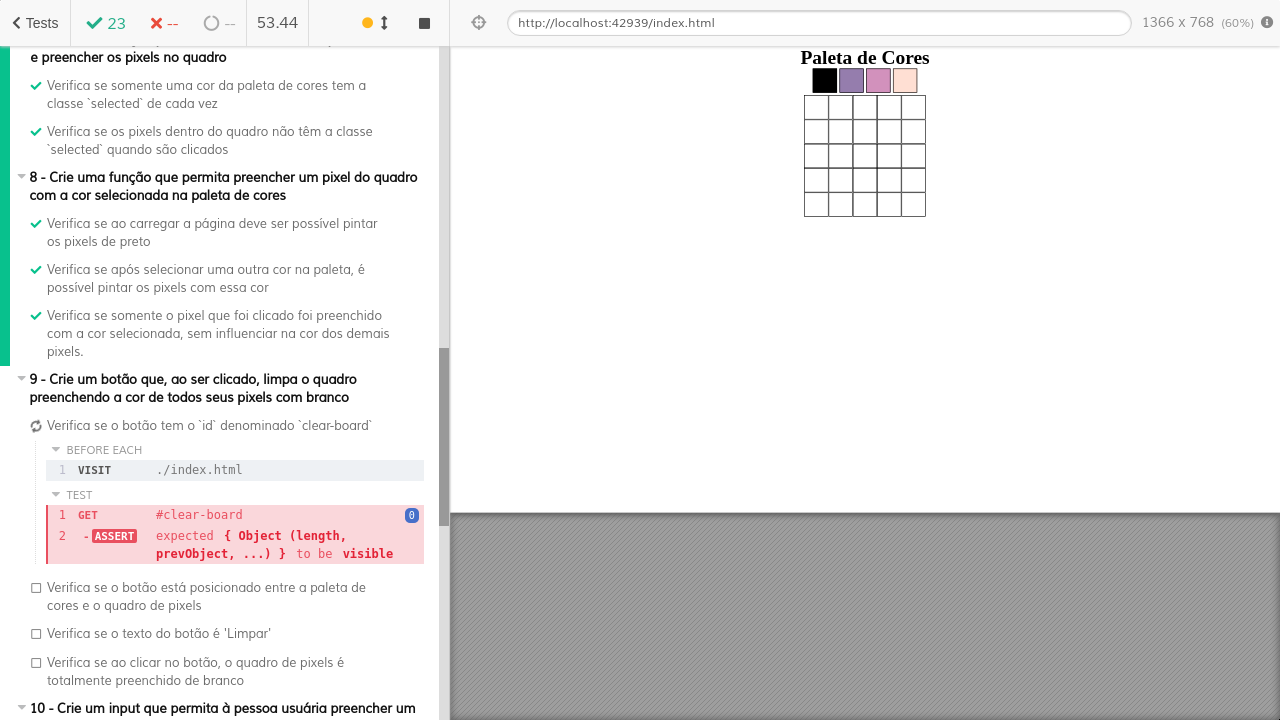 Tests
23
--
--
53.44
http://localhost:42939/index.html
1366 x 768 (60%)
e preencher os pixels no quadro
Verifica se somente uma cor da paleta de cores tem a
classe `selected` de cada vez
Verifica se os pixels dentro do quadro não têm a classe
`selected` quando são clicados
8 - Crie uma função que permita preencher um pixel do quadro
com a cor selecionada na paleta de cores
Verifica se ao carregar a página deve ser possível pintar
os pixels de preto
Verifica se após selecionar uma outra cor na paleta, é
possível pintar os pixels com essa cor
Verifica se somente o pixel que foi clicado foi preenchido
com a cor selecionada, sem influenciar na cor dos demais
pixels.
9 - Crie um botão que, ao ser clicado, limpa o quadro
preenchendo a cor de todos seus pixels com branco
Verifica se o botão tem o `id` denominado `clear-board`
BEFORE EACH
1 VISIT ./index.html
TEST
1 GET #clear-board 0
2 -ASSERT expected { Object (length,
prevObject, ...) } to be visible
Verifica se o botão está posicionado entre a paleta de
cores e o quadro de pixels
Verifica se o texto do botão é 'Limpar'
Verifica se ao clicar no botão, o quadro de pixels é
totalmente preenchido de branco
10 - Crie um input que permita à pessoa usuária preencher um
Paleta de Cores